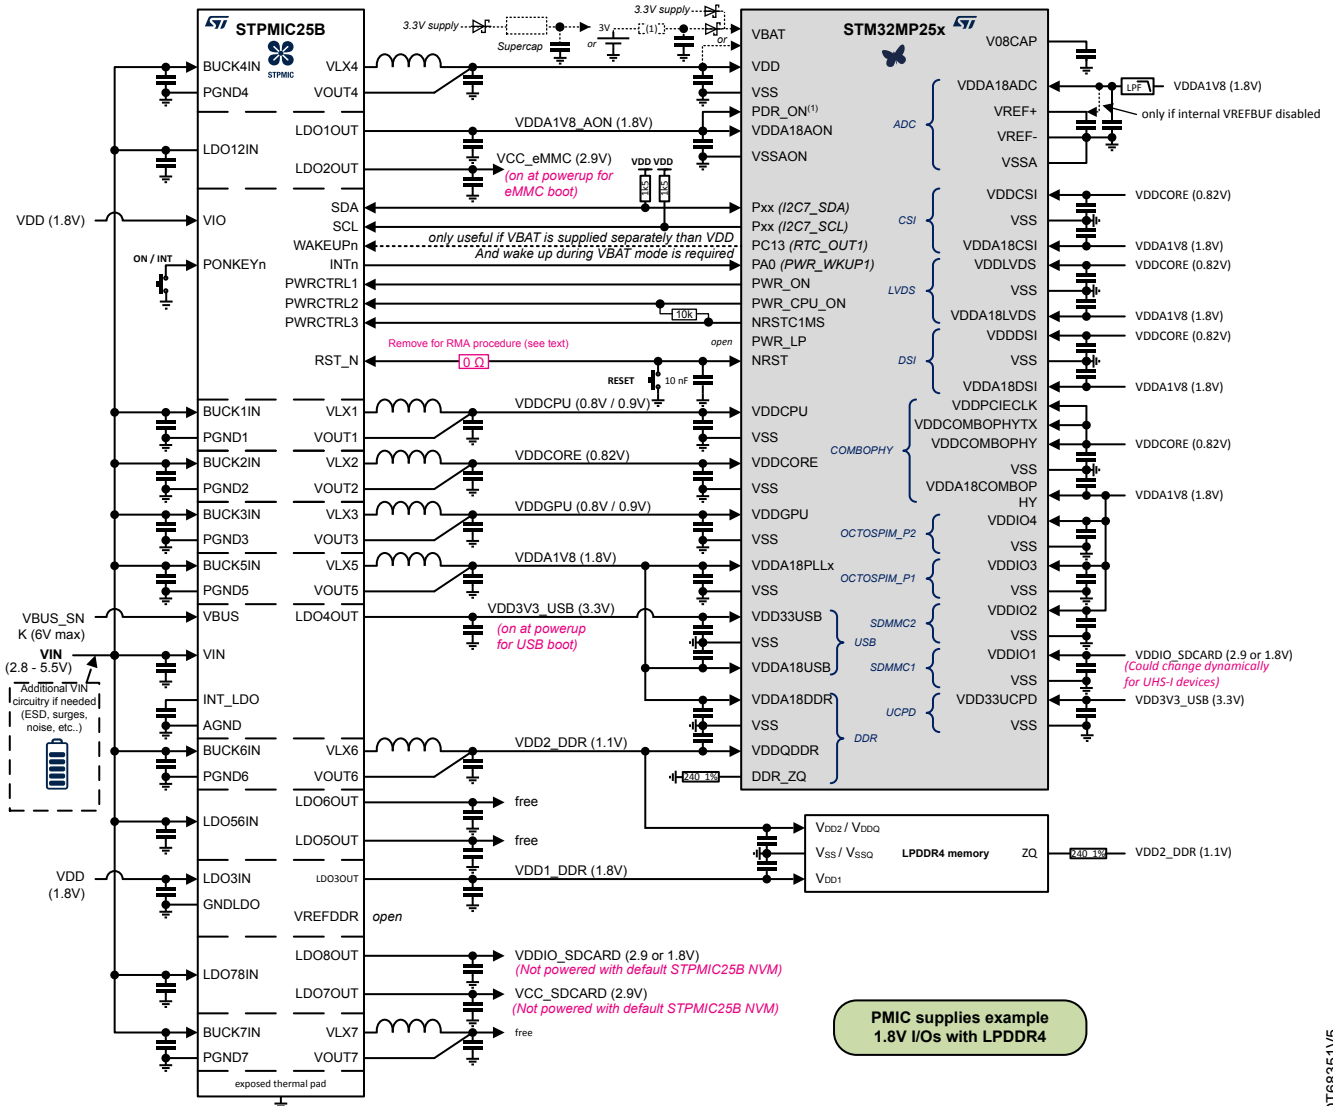 STPMIC25B
STPMIC
BUCK4IN
PGND4
LDO12IN
VIO
PONKEYn
BUCK1IN
PGND1
BUCK2IN
PGND2
BUCK3IN
PGND3
BUCK5IN
PGND5
VBUS
VIN
INT_LDO
AGND
BUCK6IN
PGND6
LDO56IN
LDO3IN
GNDLDO
LDO78IN
BUCK7IN
PGND7
exposed thermal pad
VLX4
VOUT4
LDO1OUT
LDO2OUT
SDA
SCL
WAKEUPn
INTn
PWRCTRL1
PWRCTRL2
PWRCTRL3
RST_N
VLX1
VOUT1
VLX2
VOUT2
VLX3
VOUT3
VLX5
VOUT5
LDO4OUT
VLX6
VOUT6
LDO6OUT
LDO5OUT
LDO3OUT
VREFDDR
open
LDO8OUT
LDO7OUT
VLX7
VOUT7
VDD (1.8V)
ON / INT
VBUS_SN
K (6V max)
VIN
(2.8 - 5.5V)
Additional VIN
circuitry if needed
(ESD, surges,
noise, etc..)
VDD
(1.8V)
3.3V supply
Supercap
or
3V
(1)
3.3V supply
or
VDDA1V8_AON (1.8V)
VCC_eMMC (2.9V)
(on at powerup for
eMMC boot)
VDD VDD
1k5
1k5
only useful if VBAT is supplied separately than VDD
And wake up during VBAT mode is required
10k
open
Remove for RMA procedure (see text)
0 Ω
RESET
10 nF
VDDCPU (0.8V / 0.9V)
VDDCORE (0.82V)
VDDGPU (0.8V / 0.9V)
VDDA1V8 (1.8V)
VDD3V3_USB (3.3V)
(on at powerup
for USB boot)
VDD2_DDR (1.1V)
240 1%
free
free
VDD1_DDR (1.8V)
VDDIO_SDCARD (2.9 or 1.8V)
(Not powered with default STPMIC25B NVM)
VCC_SDCARD (2.9V)
(Not powered with default STPMIC25B NVM)
free
STM32MP25x
VBAT
VDD
VSS
PDR_ON(1)
VDDA18AON
VSSAON
Pxx (I2C7_SDA)
Pxx (I2C7_SCL)
PC13 (RTC_OUT1)
PA0 (PWR_WKUP1)
PWR_ON
PWR_CPU_ON
NRSTC1MS
PWR_LP
NRST
VDDCPU
VSS
VDDCORE
VSS
VDDGPU
VSS
VDDA18PLLx
VSS
VDD33USB
VSS
VDDA18USB
USB
VDDA18DDR
VSS
VDDQDDR
DDR_ZQ
DDR
V08CAP
VDDA18ADC
VREF+
VREF-
VSSA
ADC
VDDCSI
VSS
VDDA18CSI
CSI
VDDLVDS
VSS
VDDA18LVDS
LVDS
VDDDSI
VSS
VDDA18DSI
DSI
VDDPCIECLK
VDDCOMBOPHYTX
VDDCOMBOPHY
VSS
VDDA18COMBOP
HY
COMBOPHY
VDDIO4
VSS
OCTOSPIM_P2
VDDIO3
VSS
OCTOSPIM_P1
VDDIO2
VSS
SDMMC2
VDDIO1
VSS
SDMMC1
VDD33UCPD
VSS
UCPD
LPF
VDDA1V8 (1.8V)
only if internal VREFBUF disabled
VDDCORE (0.82V)
VDDA1V8 (1.8V)
VDDCORE (0.82V)
VDDA1V8 (1.8V)
VDDCORE (0.82V)
VDDA1V8 (1.8V)
VDDCORE (0.82V)
VDDA1V8 (1.8V)
VDDIO_SDCARD (2.9 or 1.8V)
(Could change dynamically
for UHS-I devices)
VDD3V3_USB (3.3V)
VDD2 / VDDQ
VSS / VSSQ
VDD1
LPDDR4 memory
ZQ
240 1%
VDD2_DDR (1.1V)
PMIC supplies example
1.8V I/Os with LPDDR4